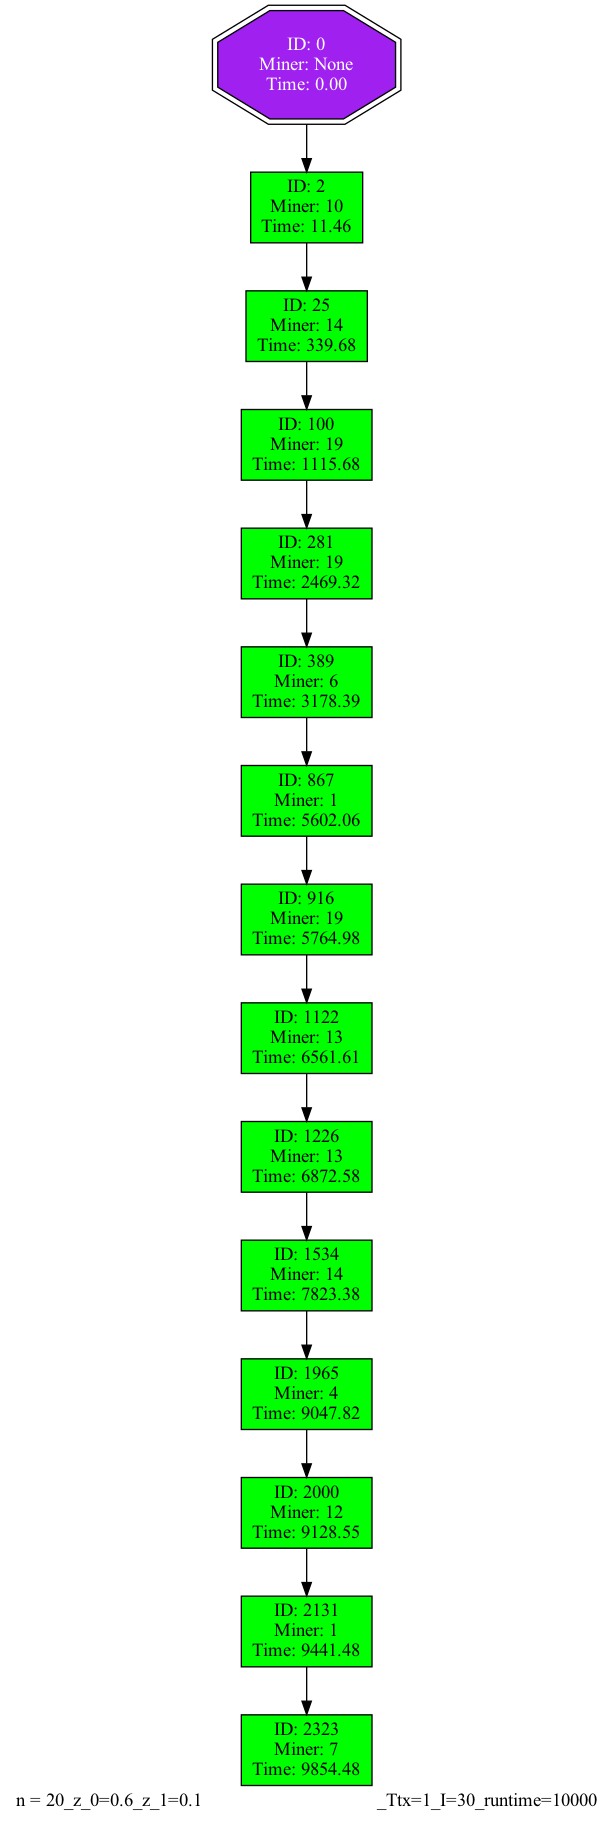 ID: 0
Miner: None
Time: 0.00
ID: 2
Miner: 10
Time: 11.46
ID: 25
Miner: 14
Time: 339.68
ID: 100
Miner: 19
Time: 1115.68
ID: 281
Miner: 19
Time: 2469.32
ID: 389
Miner: 6
Time: 3178.39
ID: 867
Miner: 1
Time: 5602.06
ID: 916
Miner: 19
Time: 5764.98
ID: 1122
Miner: 13
Time: 6561.61
ID: 1226
Miner: 13
Time: 6872.58
ID: 1534
Miner: 14
Time: 7823.38
ID: 1965
Miner: 4
Time: 9047.82
ID: 2000
Miner: 12
Time: 9128.55
ID: 2131
Miner: 1
Time: 9441.48
ID: 2323
Miner: 7
Time: 9854.48
n = 20_z_0=0.6_z_1=0.1 _Ttx=1_I=30_runtime=10000